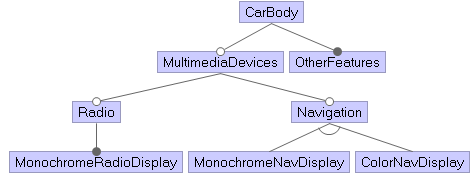 CarBody
MultimediaDevices OtherFeatures
Radio Navigation
MonochromeRadioDisplay MonochromeNavDisplay ColorNavDisplay